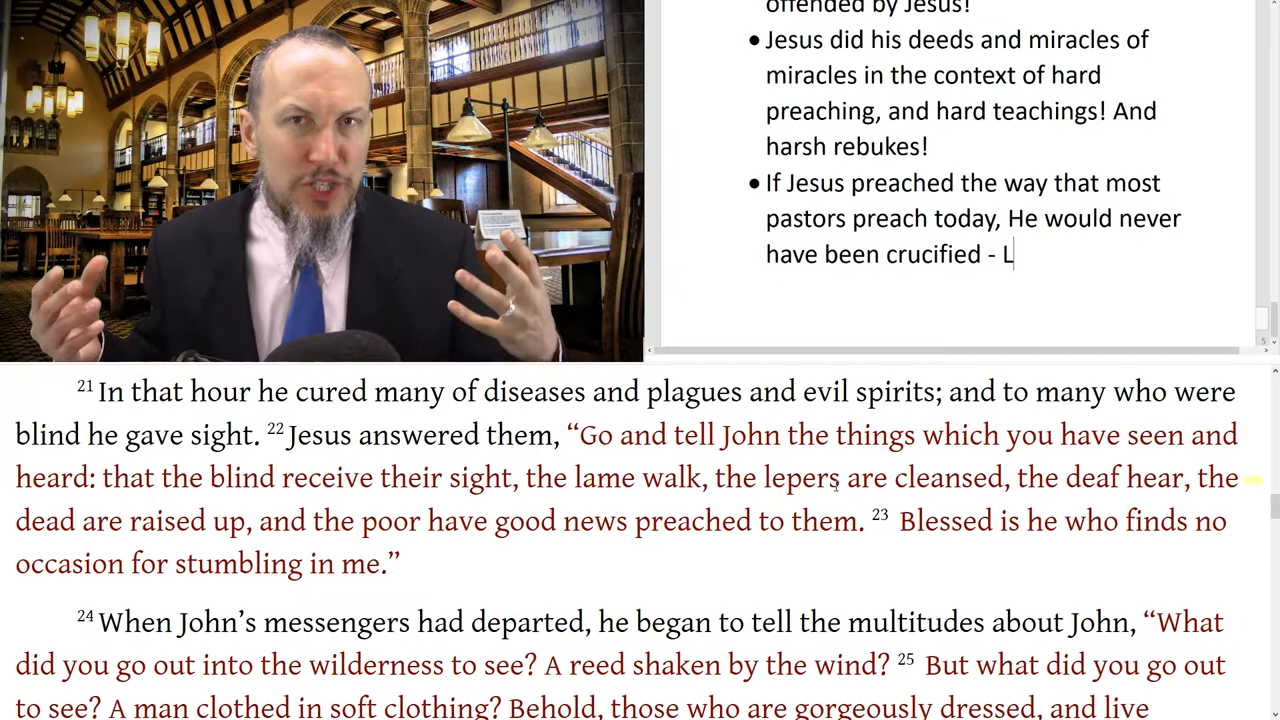 offended by Jesus!
• Jesus did his deeds and miracles of
miracles in the context of hard
preaching, and hard teachings! And
harsh rebukes!
• If Jesus preached the way that most
pastors preach today, He would never
have been crucified - L
5
21 In that hour he cured many of diseases and plagues and evil spirits; and to many who were
blind he gave sight. 22 Jesus answered them, “Go and tell John the things which you have seen and
heard: that the blind receive their sight, the lame walk, the lepers are cleansed, the deaf hear, the
dead are raised up, and the poor have good news preached to them. 23 Blessed is he who finds no
occasion for stumbling in me.”
24 When John’s messengers had departed, he began to tell the multitudes about John, “What
did you go out into the wilderness to see? A reed shaken by the wind? 25 But what did you go out
to see? A man clothed in soft clothing? Behold, those who are gorgeously dressed, and live